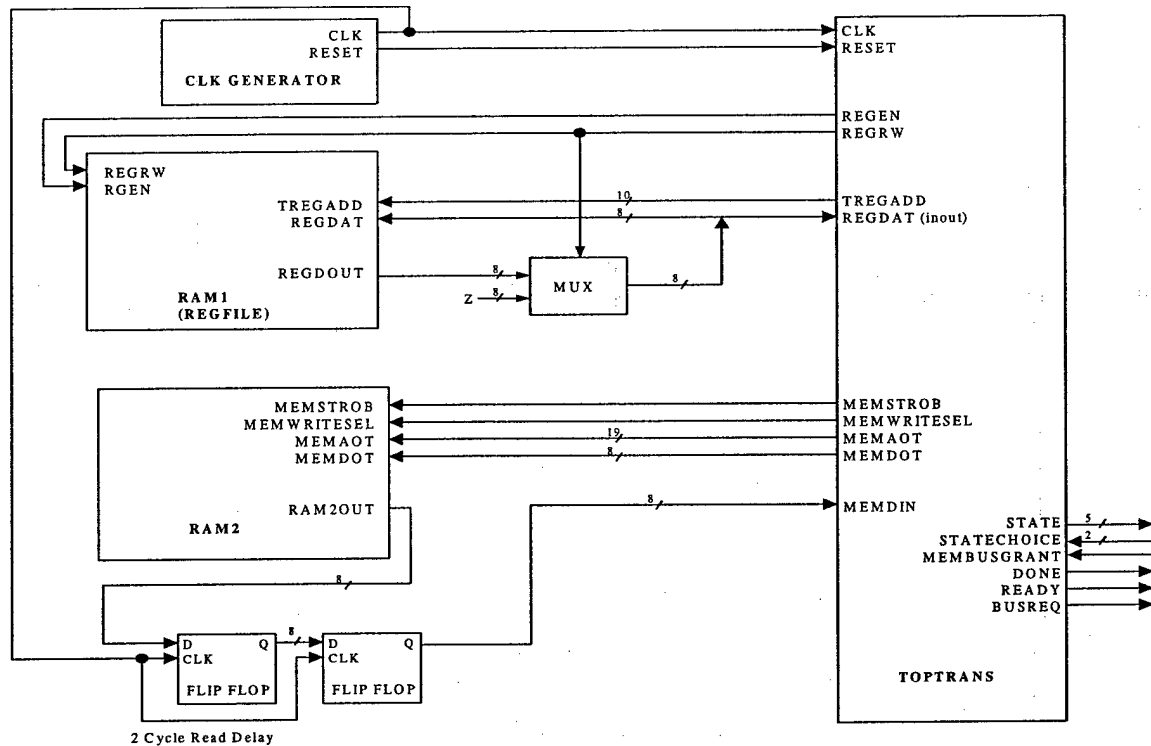 CLK
RESET
CLK GENERATOR
CLK
RESET
REGEN
REGRW
REGRW
RGEN
TREGADD
REGDAT
10
8
TREGADD
REGDAT (inout)
REGDOUT
8
Z
8
MUX
8
RAM1
(REGFILE)
MEMSTROB
MEMWRITESEL
MEMAOT
MEMDOT
19
8
MEMSTROB
MEMWRITESEL
MEMAOT
MEMDOT
RAM2OUT
RAM2
8
MEMDIN
8
STATE
5
STATECHOICE
2
MEMBUSGRANT
DONE
READY
BUSREQ
D
Q
CLK
FLIP FLOP
8
D
Q
CLK
FLIP FLOP
TOPTRANS
2 Cycle Read Delay